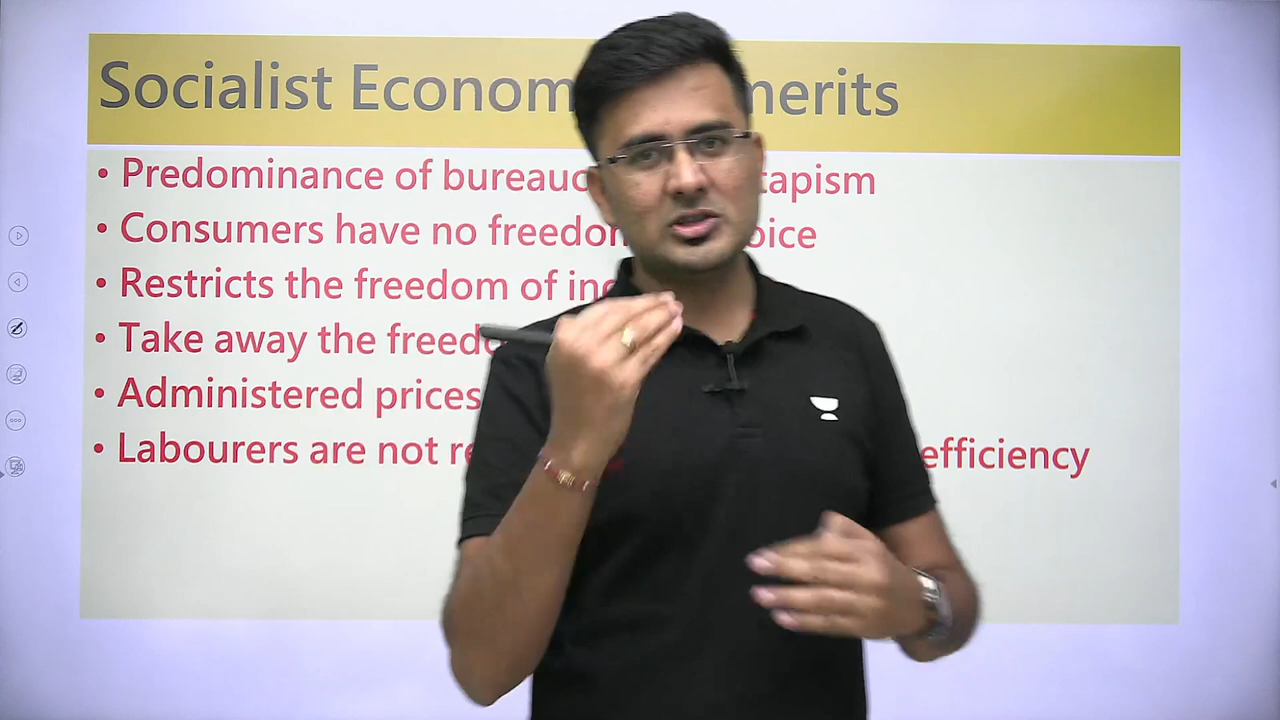 Socialist Econom merits
• Predominance of bureauc tapism
• Consumers have no freedom oice
• Restricts the freedom of in
• Take away the freed
• Administered prices
• Labourers are not re efficiency